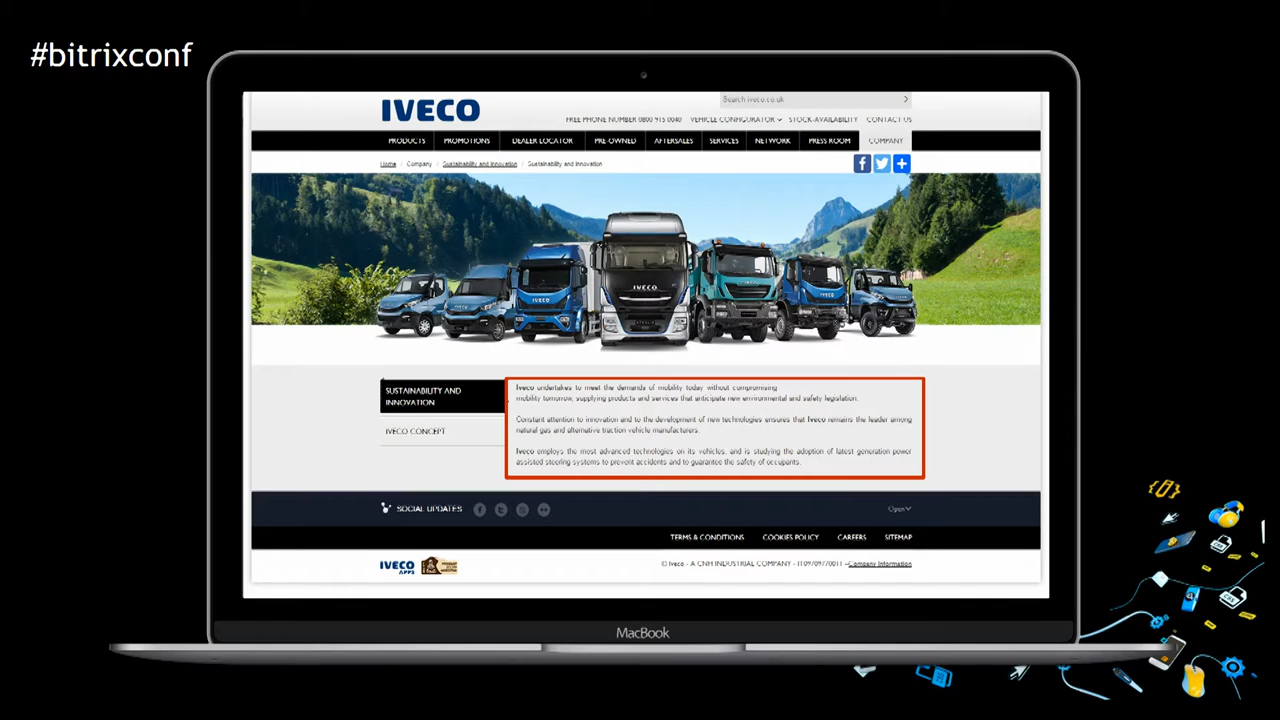 #bitrixconf
IVECO
Search iveco.co.uk
FREE PHONE NUMBER 0800 915 0040 VEHICLE CONFIGURATOR STOCK-AVAILABILITY CONTACT US
PRODUCTS PROMOTIONS DEALER LOCATOR PRE-OWNED AFTERSALES SERVICES NETWORK PRESS ROOM COMPANY
Home / Company / Sustainability and Innovation / Sustainability and Innovation
IVECO
IVECO
IVECO
SUSTAINABILITY AND
INNOVATION
IVECO CONCEPT
Iveco undertakes to meet the demands of mobility today without compromising
mobility tomorrow, supplying products and services that anticipate new environmental and safety legislation.
Constant attention to innovation and to the development of new technologies ensures that Iveco remains the leader among
natural gas and alternative traction vehicle manufacturers.
Iveco employs the most advanced technologies on its vehicles, and is studying the adoption of latest generation power
assisted steering systems to prevent accidents and to guarantee the safety of occupants.
SOCIAL UPDATES
Open
TERMS & CONDITIONS COOKIES POLICY CAREERS SITEMAP
IVECO
APPS
© Iveco - A CNH INDUSTRIAL COMPANY - IT09709770011 - Company Information
MacBook